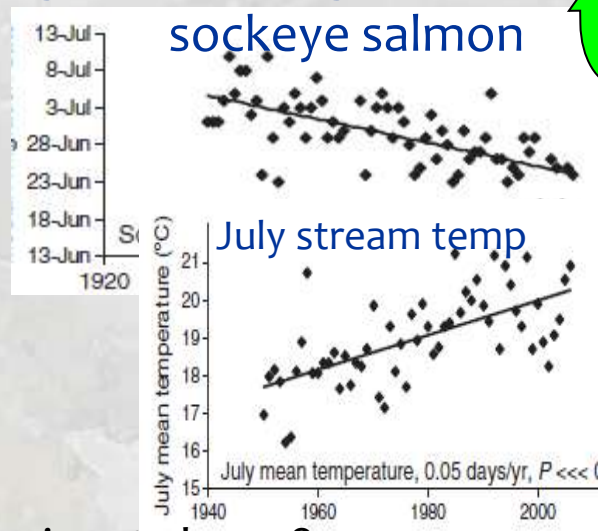 sockeye salmon
13-Jul
8-Jul
3-Jul
28-Jun
23-Jun
18-Jun
13-Jun
1920
July stream temp
July mean temperature (°C)
21
20
19
18
17
16
15
July mean temperature, 0.05 days/yr, P <<<
1940 1960 1980 2000